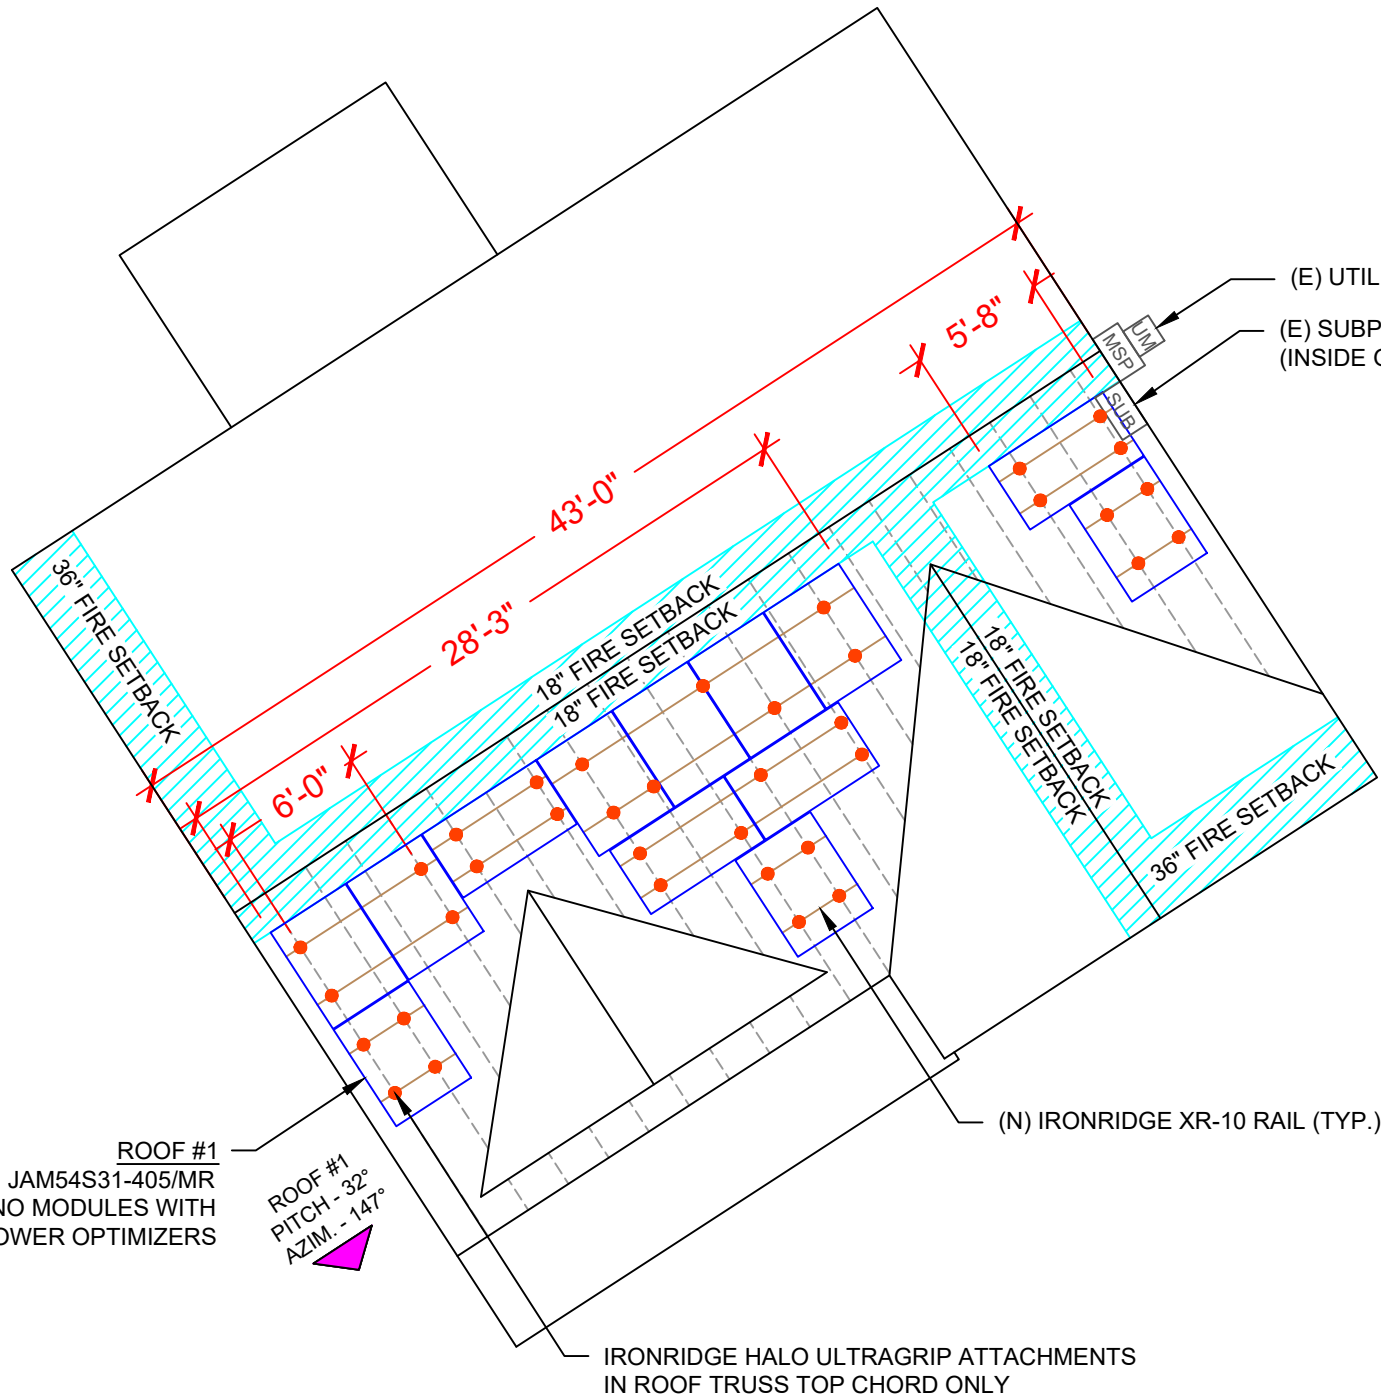 (E) UTIL
(E) SUBP
(INSIDE
UM
MSP
SUB
5'-8"
43'-0"
28'-3"
6'-0"
36" FIRE SETBACK
18" FIRE SETBACK
18" FIRE SETBACK
18" FIRE SETBACK
18" FIRE SETBACK
36" FIRE SETBACK
(N) IRONRIDGE XR-10 RAIL (TYP.)
ROOF #1
JAM54S31-405/MR
NO MODULES WITH
OWER OPTIMIZERS
ROOF #1
PITCH - 32°
AZIM. - 147°
IRONRIDGE HALO ULTRAGRIP ATTACHMENTS
IN ROOF TRUSS TOP CHORD ONLY